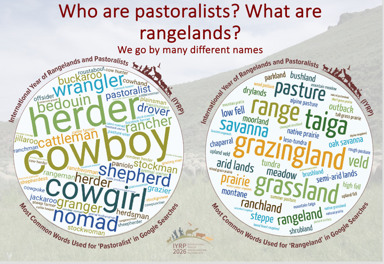 Who are pastoralists? What are
rangelands?
We go by many different names
International Year of Rangelands and Pastoralists (IYRP)
buckaroo
cowhand
wrangler
pastoralist
offsider
plainsman
bedouin
drover
herder
rancher
cattleman
cowboy
stockman
paniolo
shepherd
rangeman
herder
grazier
cowgirl
jackaroo
granger
herdsman
nomad
stockwoman
Most Common Words Used for 'Pastoralist' in Google Searches
International Year of Rangelands and Pastoralists (IYRP)
parkland
bushland
drylands
pasture
alpine pasture
outback
low fell
range
taiga
moorland
savanna
native prairie
oak savanna
chaparral
grazingland
veld
arid lands
tundra
meadow
brushland
semi-arid lands
prairie
grassland
high fell
montane
ranchland
steppe
rangeland
shrubland
Most Common Words Used for 'Rangeland' in Google Searches
IYRP
2026